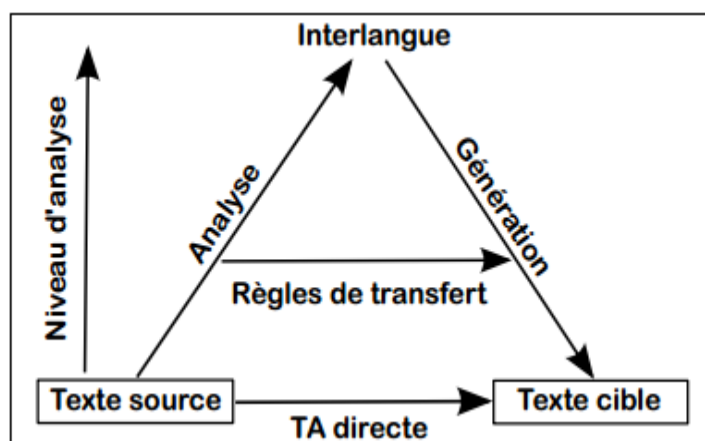 Interlangue
Niveau d'analyse
Analyse
Génération
Règles de transfert
Texte source
Texte cible
TA directe